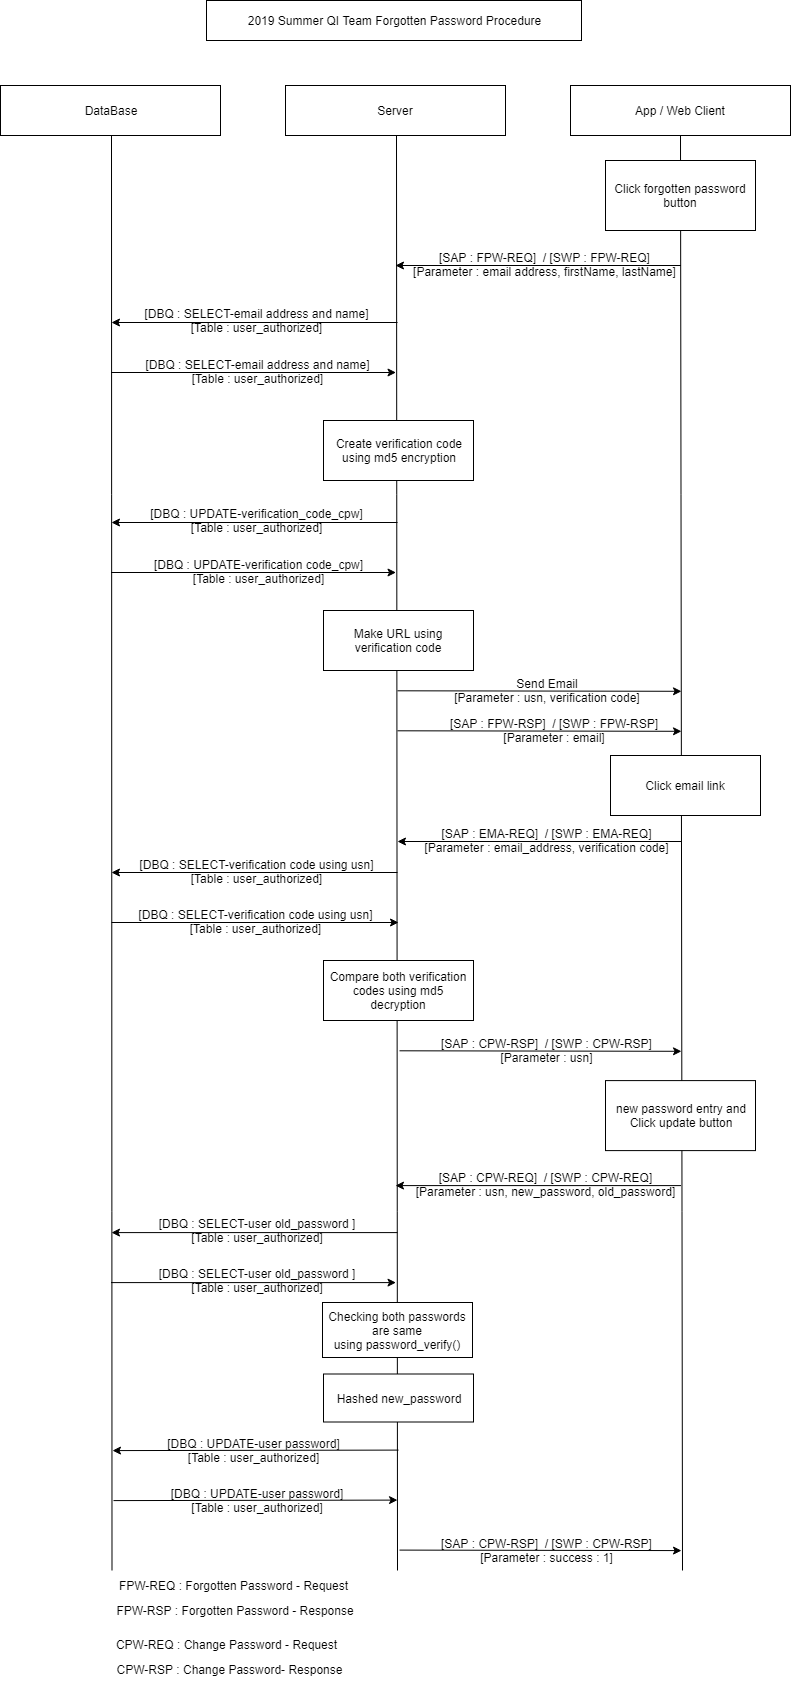 2019 Summer QI Team Forgotten Password Procedure
DataBase
Server
App / Web Client
Click forgotten password
button
[SAP : FPW-REQ]  / [SWP : FPW-REQ]
[Parameter : email address, firstName, lastName]
[DBQ : SELECT-email address and name]
[Table : user_authorized]
[DBQ : SELECT-email address and name]
[Table : user_authorized]
Create verification code
using md5 encryption
[DBQ : UPDATE-verification_code_cpw]
[Table : user_authorized]
[DBQ : UPDATE-verification code_cpw]
[Table : user_authorized]
Make URL using
verification code
Send Email
[Parameter : usn, verification code]
[SAP : FPW-RSP]  / [SWP : FPW-RSP]
[Parameter : email]
Click email link
[SAP : EMA-REQ]  / [SWP : EMA-REQ]
[Parameter : email_address, verification code]
[DBQ : SELECT-verification code using usn]
[Table : user_authorized]
[DBQ : SELECT-verification code using usn]
[Table : user_authorized]
Compare both verification
codes using md5
decryption
[SAP : CPW-RSP]  / [SWP : CPW-RSP]
[Parameter : usn]
new password entry and
Click update button
[SAP : CPW-REQ]  / [SWP : CPW-REQ]
[Parameter : usn, new_password, old_password]
[DBQ : SELECT-user old_password ]
[Table : user_authorized]
[DBQ : SELECT-user old_password ]
[Table : user_authorized]
Checking both passwords
are same
using password_verify()
Hashed new_password
[DBQ : UPDATE-user password]
[Table : user_authorized]
[DBQ : UPDATE-user password]
[Table : user_authorized]
[SAP : CPW-RSP]  / [SWP : CPW-RSP]
[Parameter : success : 1]
FPW-REQ : Forgotten Password - Request
FPW-RSP : Forgotten Password - Response
CPW-REQ : Change Password - Request
CPW-RSP : Change Password- Response